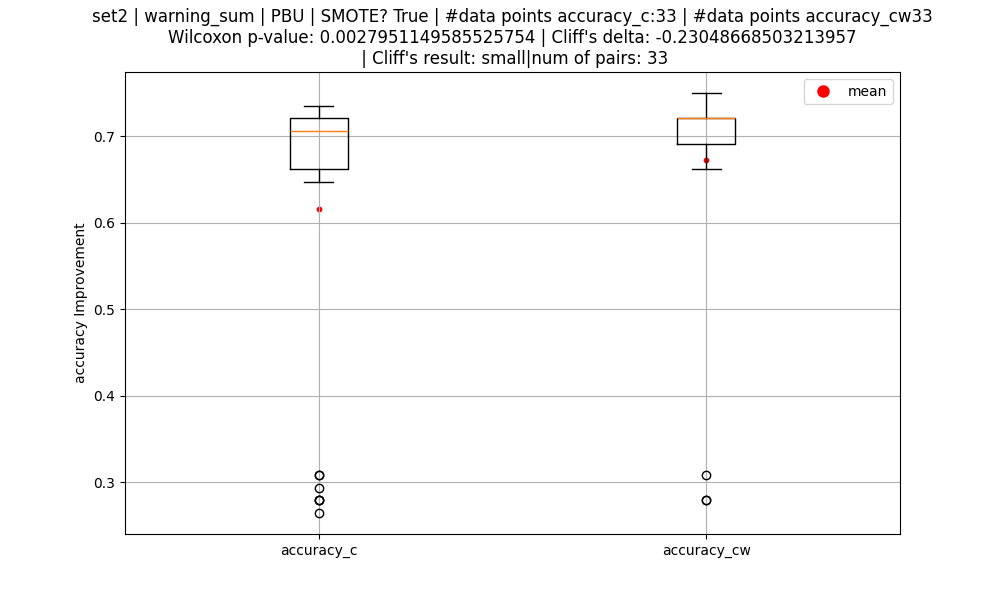 set2 | warning_sum | PBU | SMOTE? True | #data points accuracy_c:33 | #data points accuracy_cw33
Wilcoxon p-value: 0.0027951149585525754 | Cliff's delta: -0.23048668503213957
| Cliff's result: small|num of pairs: 33
mean
accuracy Improvement
0.7
0.6
0.5
0.4
0.3
accuracy_c
accuracy_cw